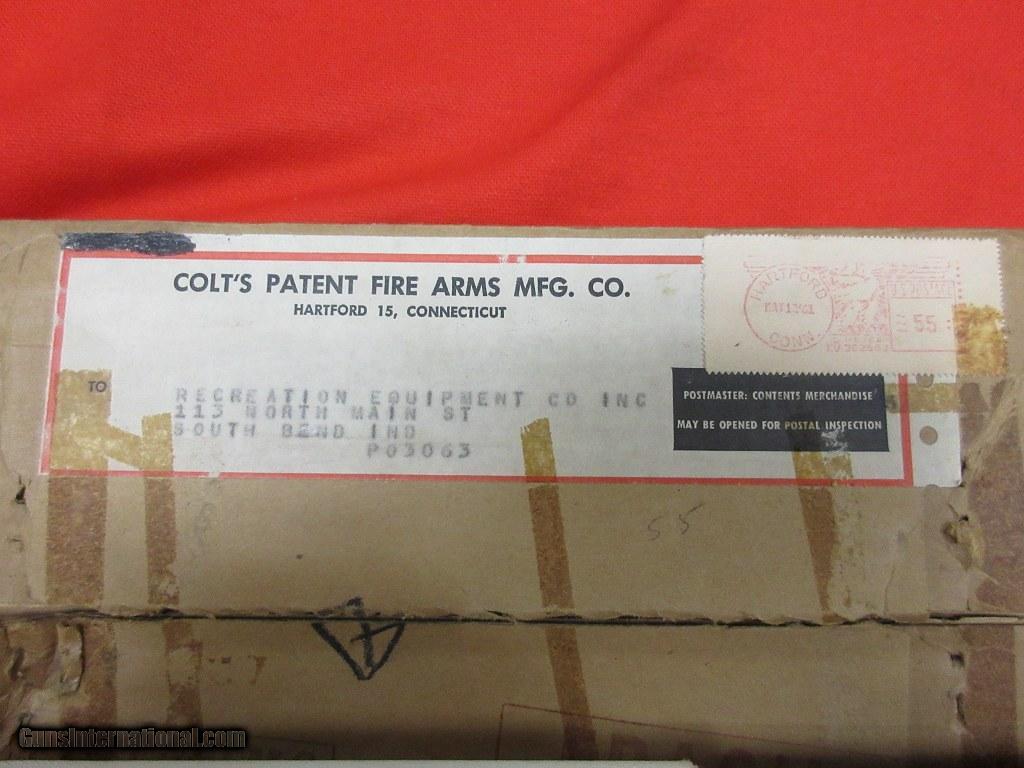 COLT'S PATENT FIRE ARMS MFG. CO.
HARTFORD 15, CONNECTICUT
HARTFORD
CONN.
55
TO
RECREATION EQUIPMENT CO INC
113 NORTH MAIN ST
SOUTH BEND IND
P03063
POSTMASTER: CONTENTS MERCHANDISE
MAY BE OPENED FOR POSTAL INSPECTION
55
4
GunsInternational.com